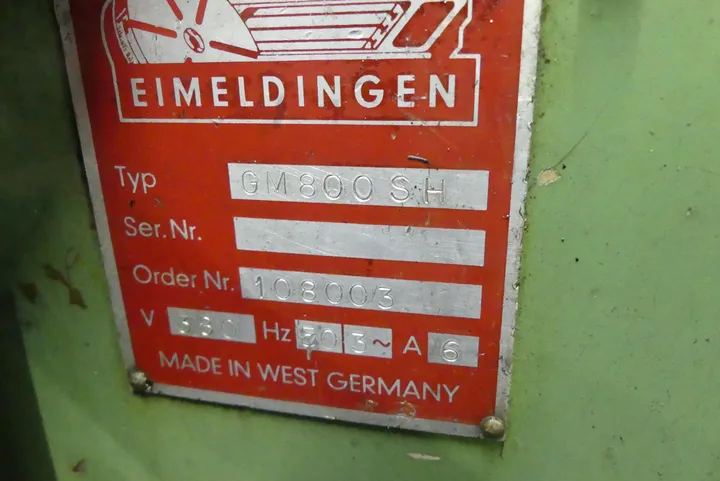 EIMELDINGEN
Typ GM800SH
Ser.Nr.
Order Nr. 108003
V 380 Hz 50 3~ A 6
MADE IN WEST GERMANY